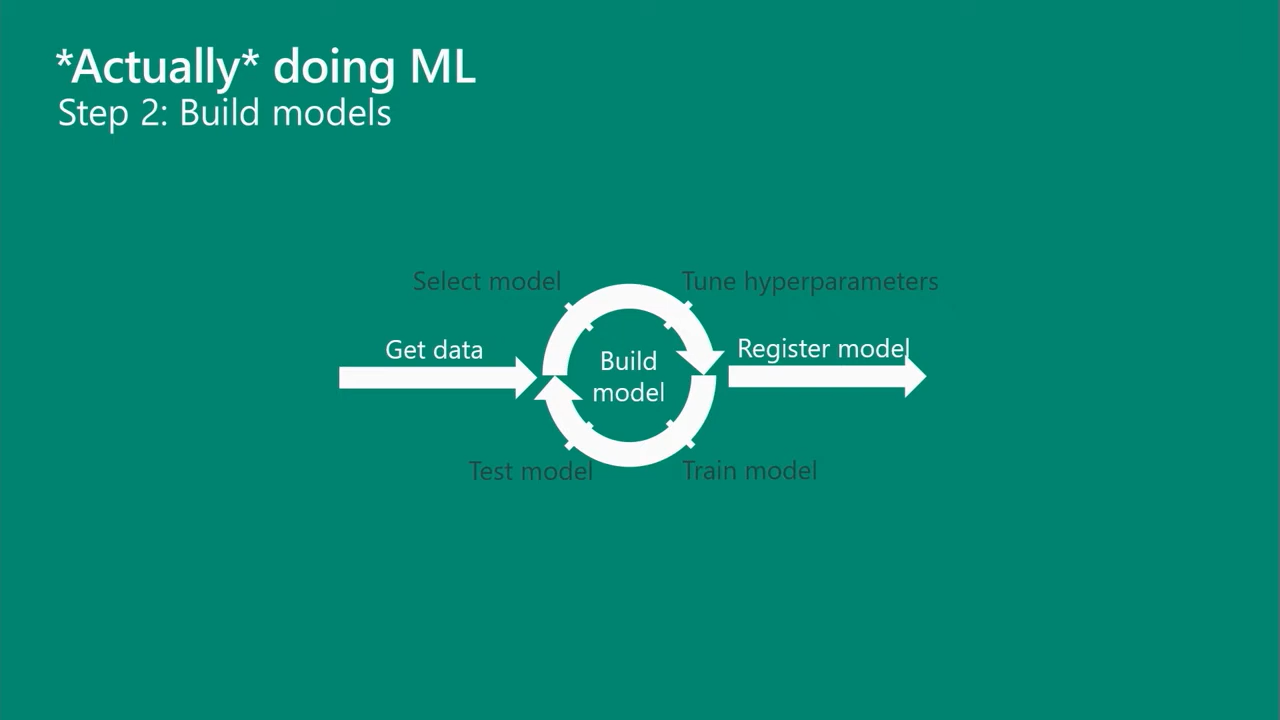 *Actually* doing ML
Step 2: Build models
Select model
Tune hyperparameters
Get data
Build
model
Register model
Test model
Train model